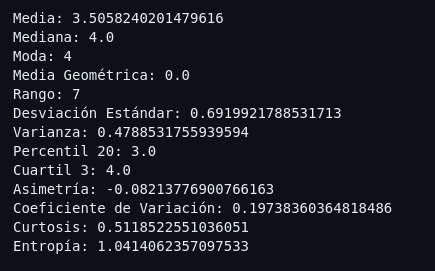 Media: 3.5058240201479616
Mediana: 4.0
Moda: 4
Media Geométrica: 0.0
Rango: 7
Desviación Estándar: 0.6919921788531713
Varianza: 0.4788531755939594
Percentil 20: 3.0
Cuartil 3: 4.0
Asimetría: -0.08213776900766163
Coeficiente de Variación: 0.19738360364818486
Curtosis: 0.5118522551036051
Entropía: 1.0414062357097533